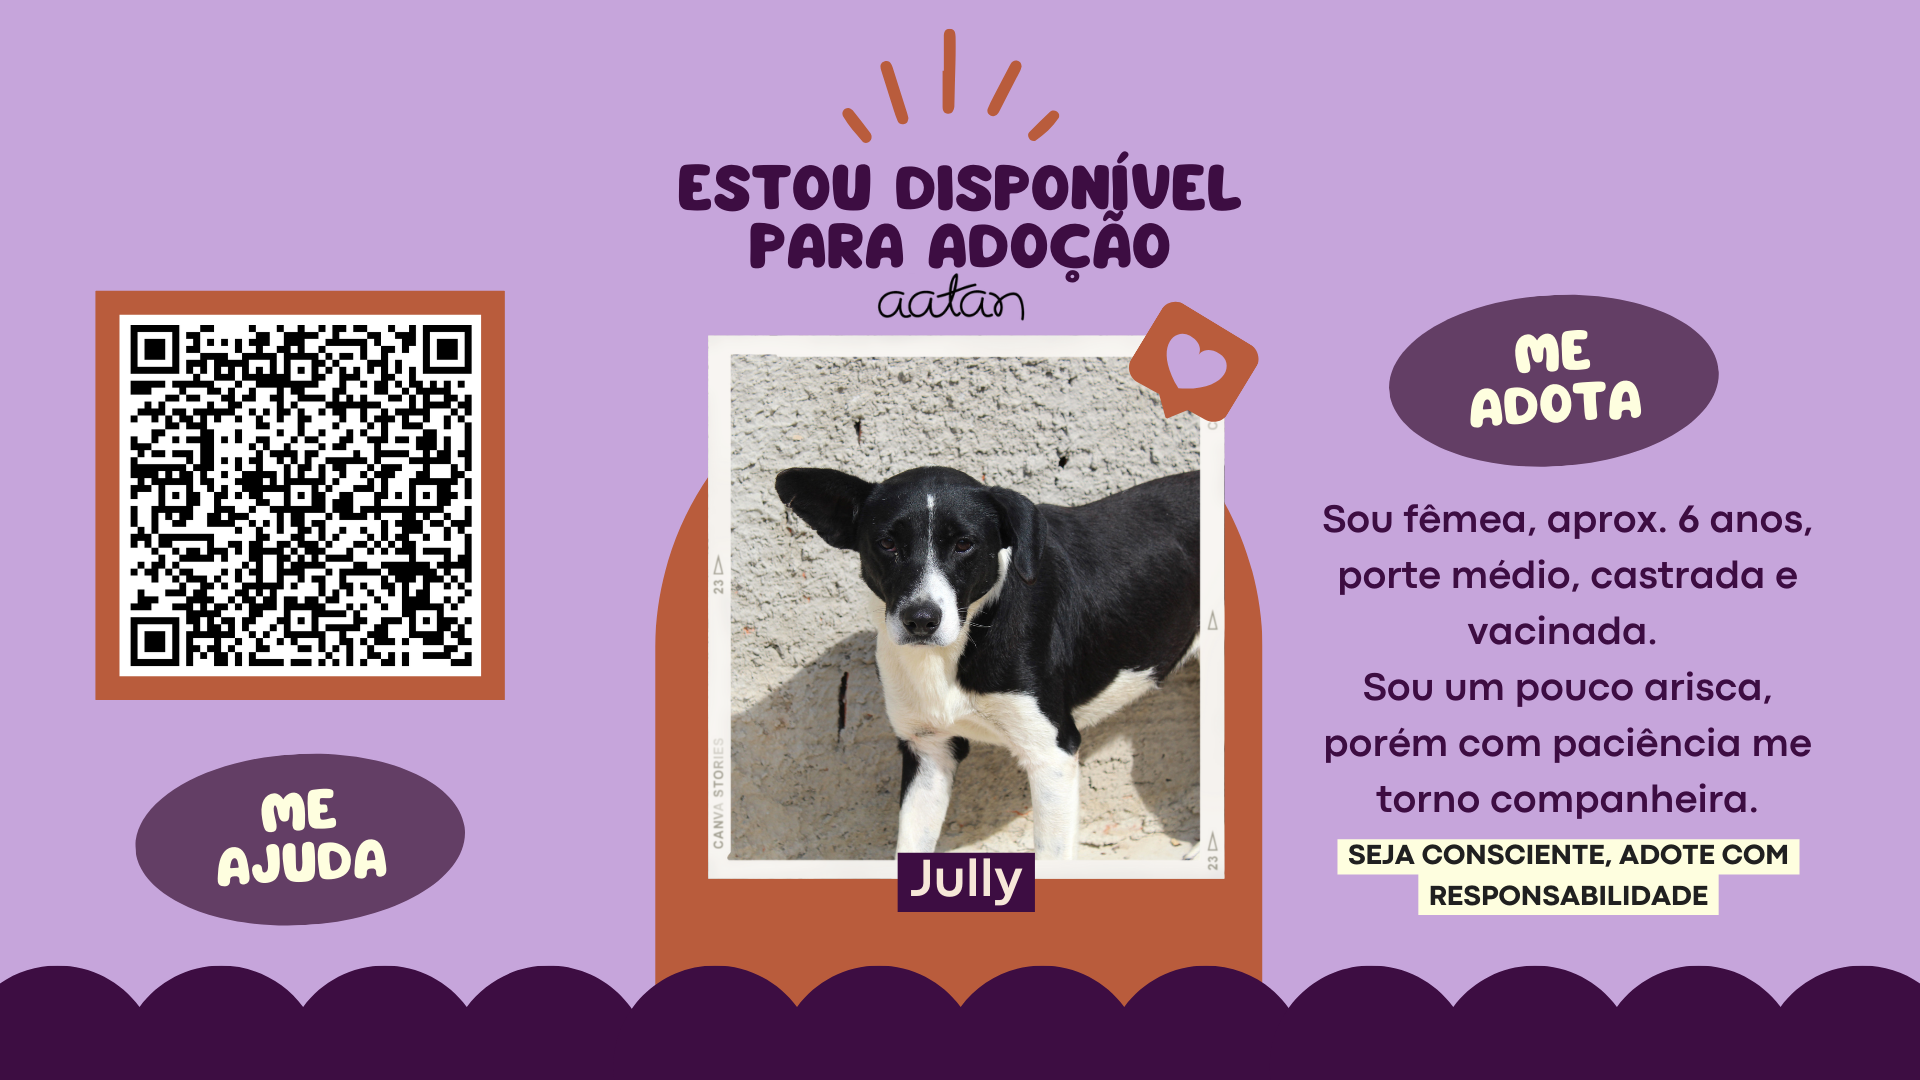 ESTOU DISPONÍVEL
PARA ADOÇÃO
aatan
ME
AJUDA
23
CANVA STORIES
23
Jully
ME
ADOTA
Sou fêmea, aprox. 6 anos,
porte médio, castrada e
vacinada.
Sou um pouco arisca,
porém com paciência me
torno companheira.
SEJA CONSCIENTE, ADOTE COM
RESPONSABILIDADE